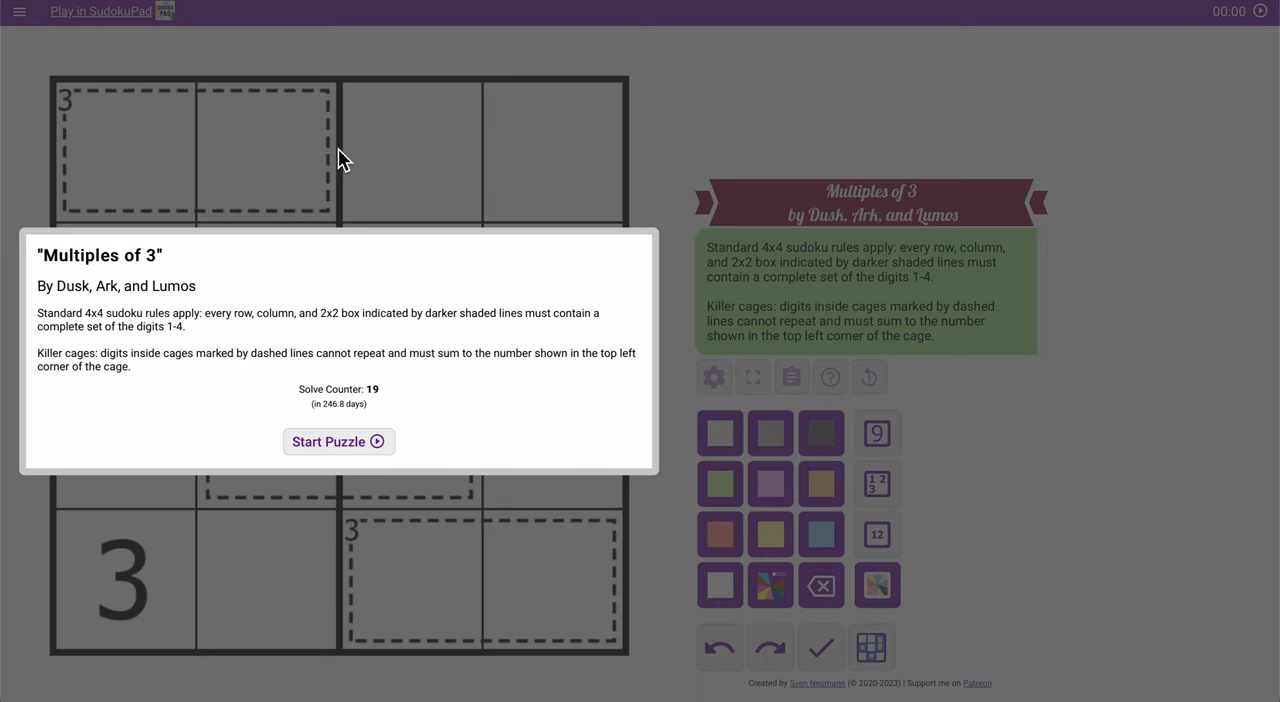 Play in SudokuPad
00:00
3
"Multiples of 3"
By Dusk, Ark, and Lumos
Standard 4x4 sudoku rules apply: every row, column, and 2x2 box indicated by darker shaded lines must contain a
complete set of the digits 1-4.
Killer cages: digits inside cages marked by dashed lines cannot repeat and must sum to the number shown in the top left
corner of the cage.
Solve Counter: 19
(in 246.8 days)
Start Puzzle
3
3
Multiples of 3
by Dusk, Ark, and Lumos
Standard 4x4 sudoku rules apply: every row, column,
and 2x2 box indicated by darker shaded lines must
contain a complete set of the digits 1-4.
Killer cages: digits inside cages marked by dashed
lines cannot repeat and must sum to the number
shown in the top left corner of the cage.
9
1 2
3
12
Created by Sven Neumann (© 2020-2023) | Support me on Patreon